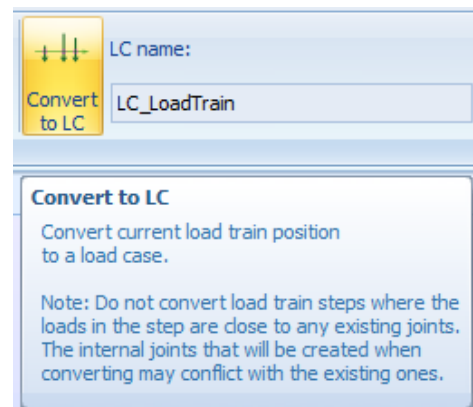 LC name:
Convert
to LC
LC_LoadTrain
Convert to LC
Convert current load train position
to a load case.
Note: Do not convert load train steps where the
loads in the step are close to any existing joints.
The internal joints that will be created when
converting may conflict with the existing ones.